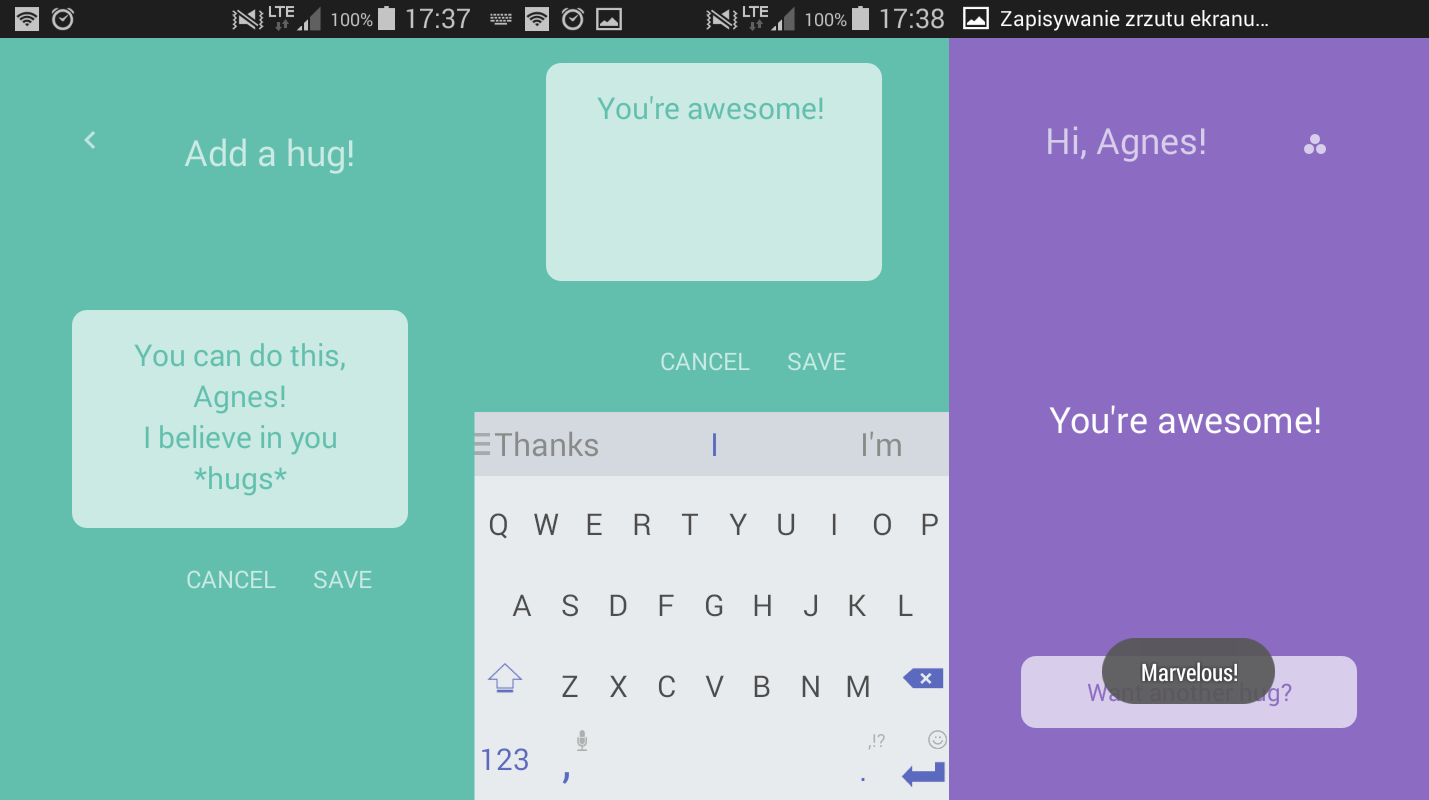 LTE 100% 17:37
Add a hug!
You can do this,
Agnes!
I believe in you
*hugs*
CANCEL SAVE
LTE 100% 17:38
You're awesome!
CANCEL SAVE
Thanks I I'm
Q W E R T Y U I O P
A S D F G H J K L
Z X C V B N M
,!?
123 , .
Zapisywanie zrzutu ekranu...
Hi, Agnes!
You're awesome!
Marvelous!
Want another hug?